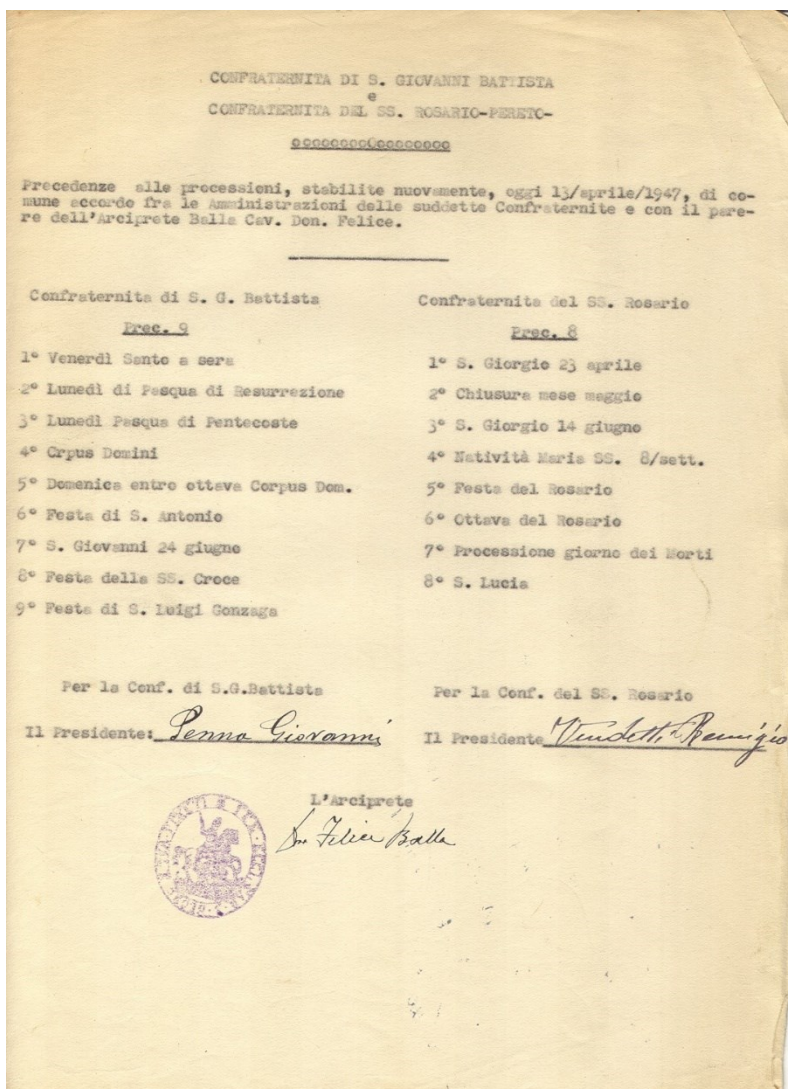 CONFRATERNITA DI S. GIOVANNI BATTISTA
e
CONFRATERNITA DEL SS. ROSARIO-PERETO-
ooooooooOooooooooo
Precedenze alle processioni, stabilite nuovamente, oggi 13/aprile/1947, di co-
mune accordo fra le Amministrazioni delle suddette Confraternite e con il pare-
re dell'Arciprete Balla Cav. Don. Felice.
Confraternita di S. G. Battista
Prec. 9
1° Venerdì Santo a sera
2° Lunedì di Pasqua di Resurrezione
3° Lunedì Pasqua di Pentecoste
4° Crpus Domini
5° Domenica entro ottava Corpus Dom.
6° Festa di S. Antonio
7° S. Giovanni 24 giugno
8° Festa della SS. Croce
9° Festa di S. Luigi Gonzaga
Confraternita del SS. Rosario
Prec. 8
1° S. Giorgio 23 aprile
2° Chiusura mese maggio
3° S. Giorgio 14 giugno
4° Natività Maria SS. 8/sett.
5° Festa del Rosario
6° Ottava del Rosario
7° Processione giorno dei Morti
8° S. Lucia
Per la Conf. di S.G.Battista
Il Presidente: Penna Giovanni
Per la Conf. del SS. Rosario
Il Presidente Vendetti Remigio
L'Arciprete
Felice Balla